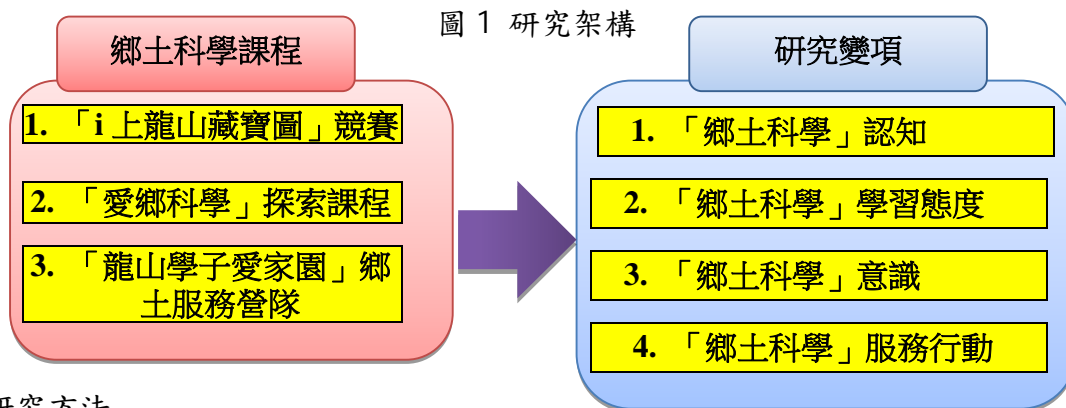 圖 1 研究架構
鄉土科學課程
1. 「i 上龍山藏寶圖」競賽
2. 「愛鄉科學」探索課程
3. 「龍山學子愛家園」鄉
土服務營隊
研究變項
1. 「鄉土科學」認知
2. 「鄉土科學」學習態度
3. 「鄉土科學」意識
4. 「鄉土科學」服務行動
研究方法